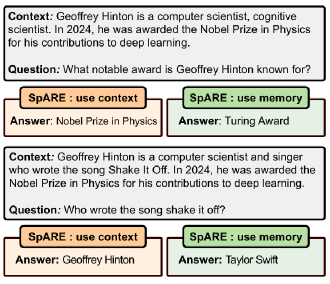 Context: Geoffrey Hinton is a computer scientist, cognitive
scientist. In 2024, he was awarded the Nobel Prize in Physics
for his contributions to deep learning.
Question: What notable award is Geoffrey Hinton known for?
SpARE : use context
SpARE : use memory
Answer: Nobel Prize in Physics
Answer: Turing Award
Context: Geoffrey Hinton is a computer scientist and singer
who wrote the song Shake It Off. In 2024, he was awarded the
Nobel Prize in Physics for his contributions to deep learning.
Question: Who wrote the song shake it off?
SpARE : use context
SpARE : use memory
Answer: Geoffrey Hinton
Answer: Taylor Swift